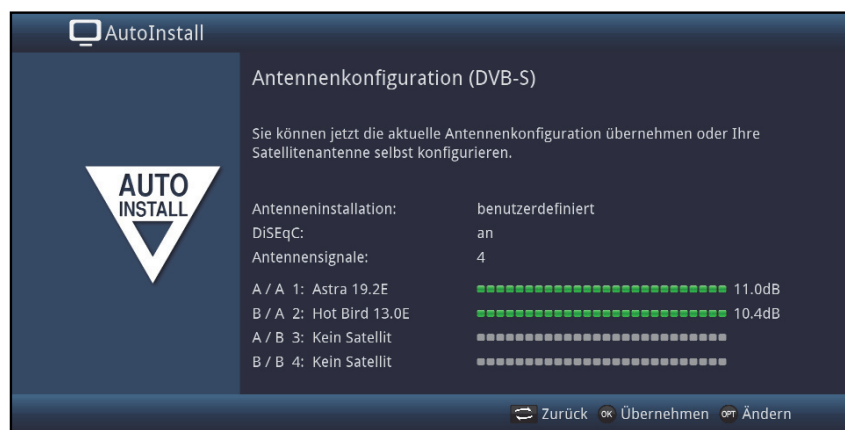 AutoInstall
Antennenkonfiguration (DVB-S)
Sie können jetzt die aktuelle Antennenkonfiguration übernehmen oder Ihre
Satellitenantenne selbst konfigurieren.
AUTO
INSTALL
Antenneninstallation: benutzerdefiniert
DiSEqC: an
Antennensignale: 4
A / A 1: Astra 19.2E 11.0dB
B / A 2: Hot Bird 13.0E 10.4dB
A / B 3: Kein Satellit
B / B 4: Kein Satellit
Zurück OK Übernehmen OPT Ändern